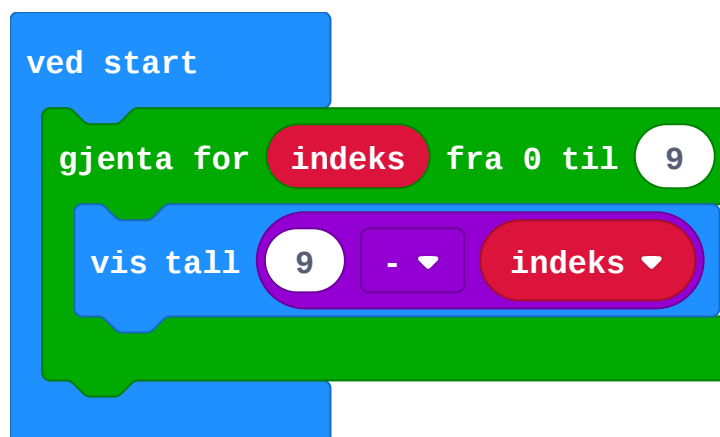 ved start
gjenta for indeks fra 0 til 9
vis tall 9 - indeks